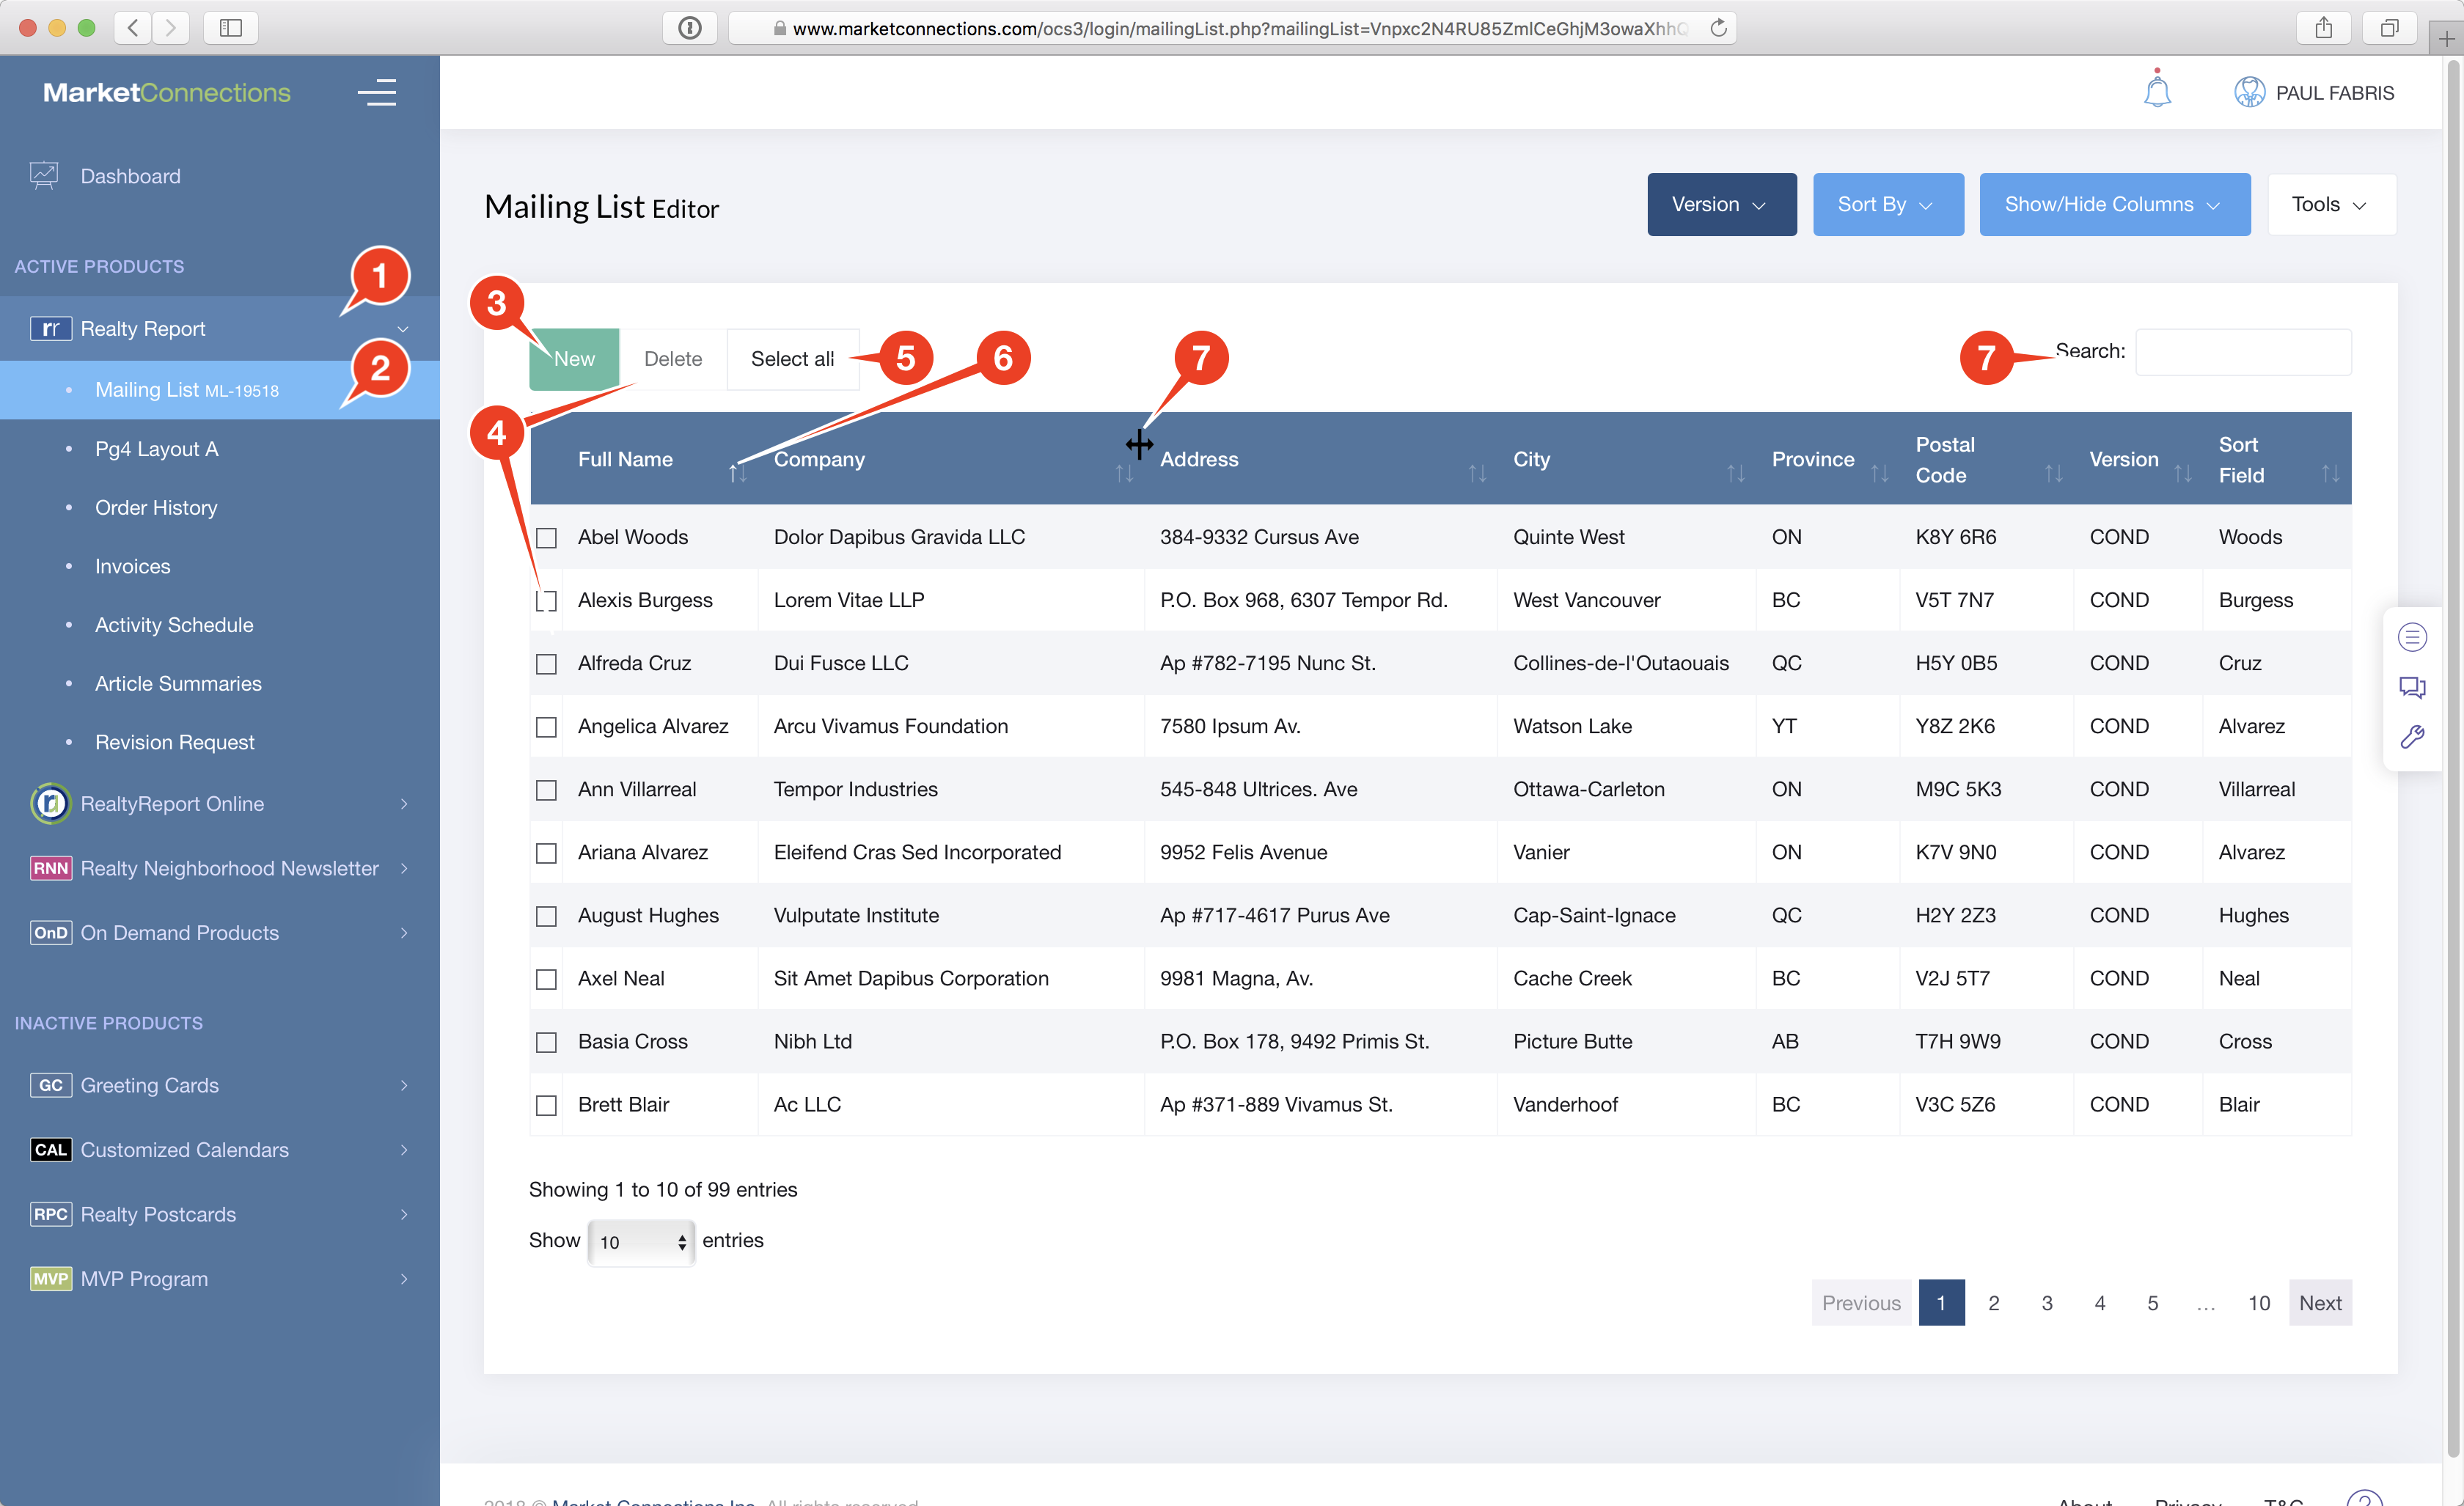 www.marketconnections.com/ocs3/login/mailingList.php?mailingList=Vnpxc2N4RU85ZmlCeGhjM3owaXhhQ
MarketConnections
PAUL FABRIS
Dashboard
ACTIVE PRODUCTS
1
rr Realty Report
2
Mailing List ML-19518
Pg4 Layout A
Order History
Invoices
Activity Schedule
Article Summaries
Revision Request
RealtyReport Online
RNN Realty Neighborhood Newsletter
OnD On Demand Products
INACTIVE PRODUCTS
GC Greeting Cards
CAL Customized Calendars
RPC Realty Postcards
MVP MVP Program
Mailing List Editor
Version Sort By Show/Hide Columns Tools
3
New Delete Select all 5 6 7 7 Search:
4
Full Name Company Address City Province Postal Code Version Sort Field
Abel Woods Dolor Dapibus Gravida LLC 384-9332 Cursus Ave Quinte West ON K8Y 6R6 COND Woods
Alexis Burgess Lorem Vitae LLP P.O. Box 968, 6307 Tempor Rd. West Vancouver BC V5T 7N7 COND Burgess
Alfreda Cruz Dui Fusce LLC Ap #782-7195 Nunc St. Collines-de-l'Outaouais QC H5Y 0B5 COND Cruz
Angelica Alvarez Arcu Vivamus Foundation 7580 Ipsum Av. Watson Lake YT Y8Z 2K6 COND Alvarez
Ann Villarreal Tempor Industries 545-848 Ultrices. Ave Ottawa-Carleton ON M9C 5K3 COND Villarreal
Ariana Alvarez Eleifend Cras Sed Incorporated 9952 Felis Avenue Vanier ON K7V 9N0 COND Alvarez
August Hughes Vulputate Institute Ap #717-4617 Purus Ave Cap-Saint-Ignace QC H2Y 2Z3 COND Hughes
Axel Neal Sit Amet Dapibus Corporation 9981 Magna, Av. Cache Creek BC V2J 5T7 COND Neal
Basia Cross Nibh Ltd P.O. Box 178, 9492 Primis St. Picture Butte AB T7H 9W9 COND Cross
Brett Blair Ac LLC Ap #371-889 Vivamus St. Vanderhoof BC V3C 5Z6 COND Blair
Showing 1 to 10 of 99 entries
Show 10 entries
Previous 1 2 3 4 5 ... 10 Next
2018 © Market Connections Inc. All rights reserved
About Privacy T&C ?